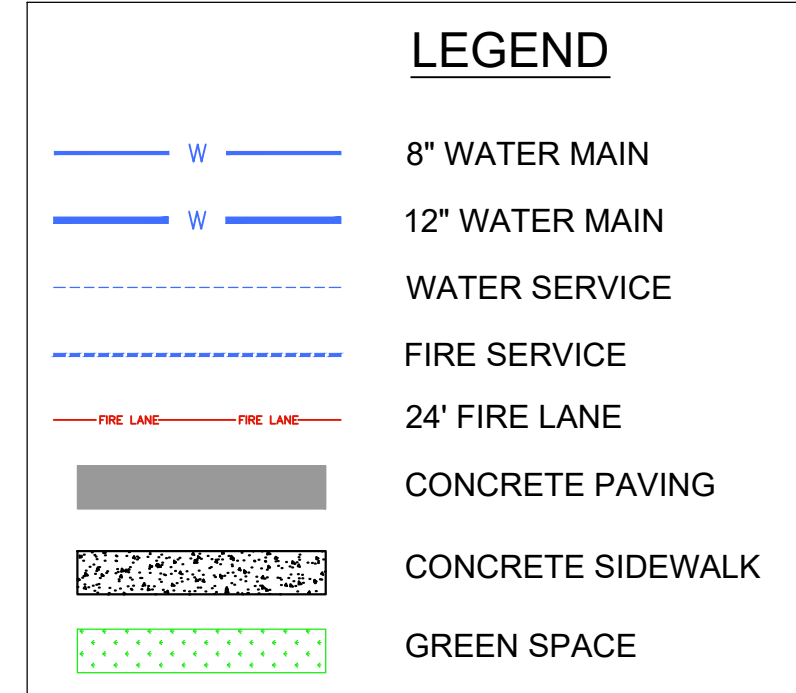 LEGEND
W 8" WATER MAIN
W 12" WATER MAIN
WATER SERVICE
FIRE SERVICE
FIRE LANE FIRE LANE 24' FIRE LANE
CONCRETE PAVING
CONCRETE SIDEWALK
GREEN SPACE